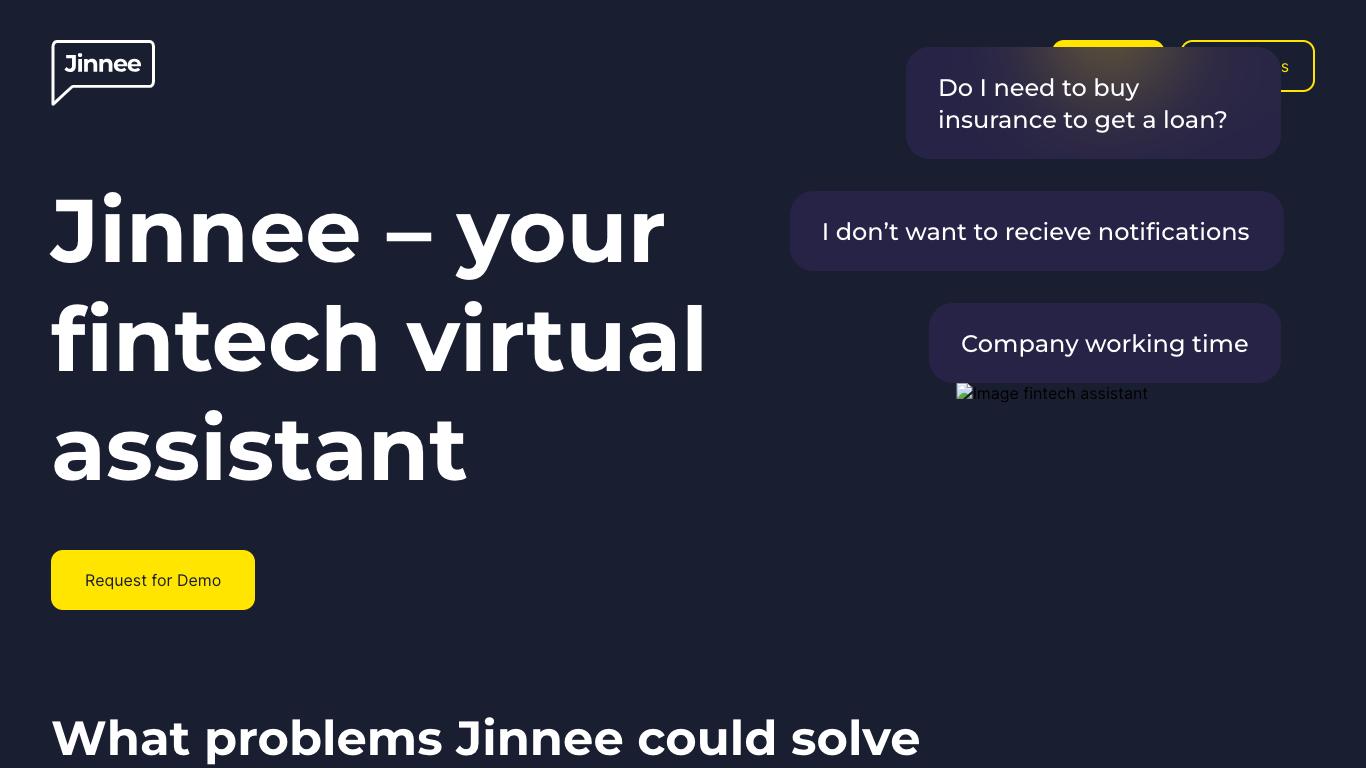 Jinnee
Do I need to buy
insurance to get a loan?
I don’t want to recieve notifications
Company working time
image fintech assistant
Jinnee – your
fintech virtual
assistant
Request for Demo
What problems Jinnee could solve